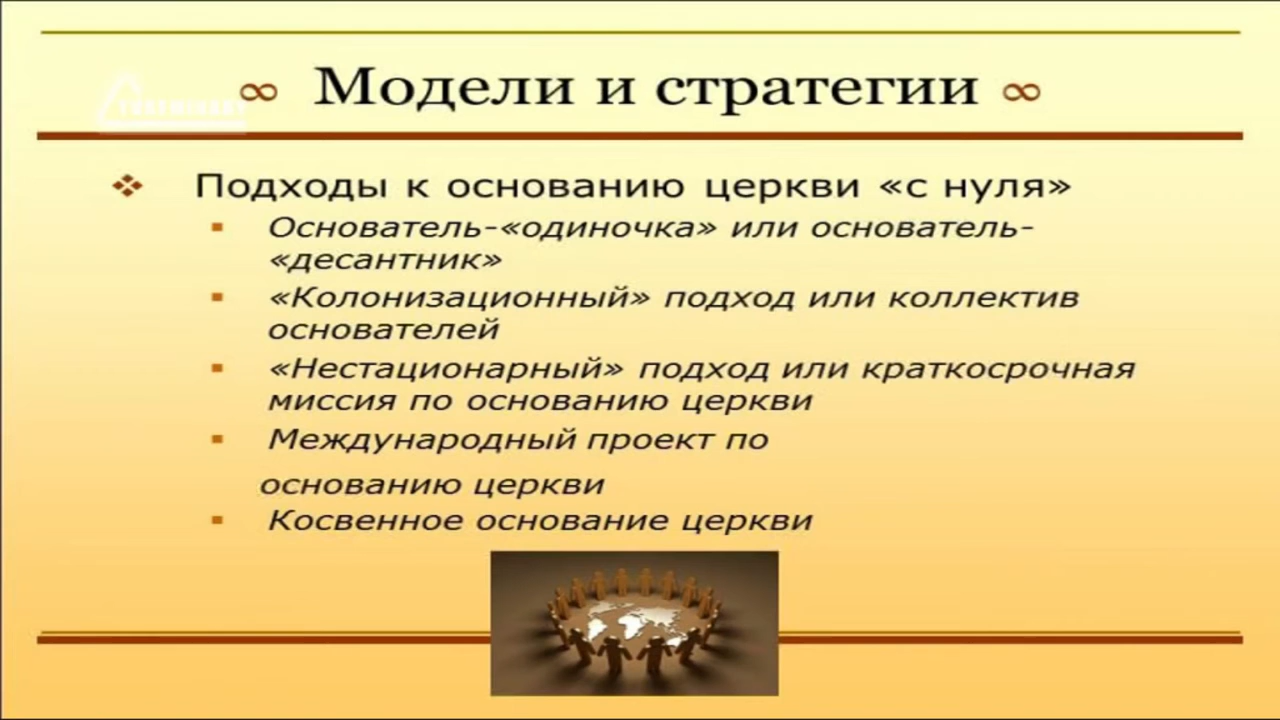 ∞ Модели и стратегии ∞
Подходы к основанию церкви «с нуля»
Основатель-«одиночка» или основатель-
«десантник»
«Колонизационный» подход или коллектив
основателей
«Нестационарный» подход или краткосрочная
миссия по основанию церкви
Международный проект по
основанию церкви
Косвенное основание церкви